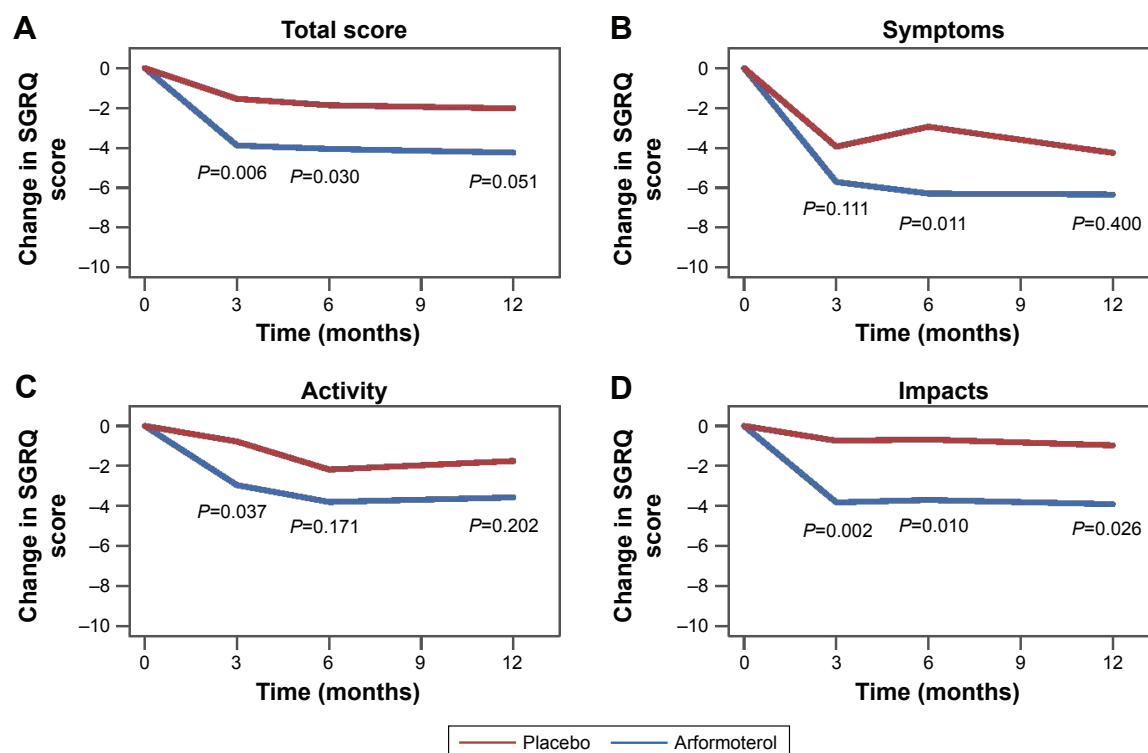 A
Total score
Change in SGRQ
score
0
–2
–4
–6
–8
–10
P=0.006
P=0.030
P=0.051
0 3 6 9 12
Time (months)
B
Symptoms
Change in SGRQ
score
0
–2
–4
–6
–8
–10
P=0.111
P=0.011
P=0.400
0 3 6 9 12
Time (months)
C
Activity
Change in SGRQ
score
0
–2
–4
–6
–8
–10
P=0.037
P=0.171
P=0.202
0 3 6 9 12
Time (months)
D
Impacts
Change in SGRQ
score
0
–2
–4
–6
–8
–10
P=0.002
P=0.010
P=0.026
0 3 6 9 12
Time (months)
Placebo Arformoterol